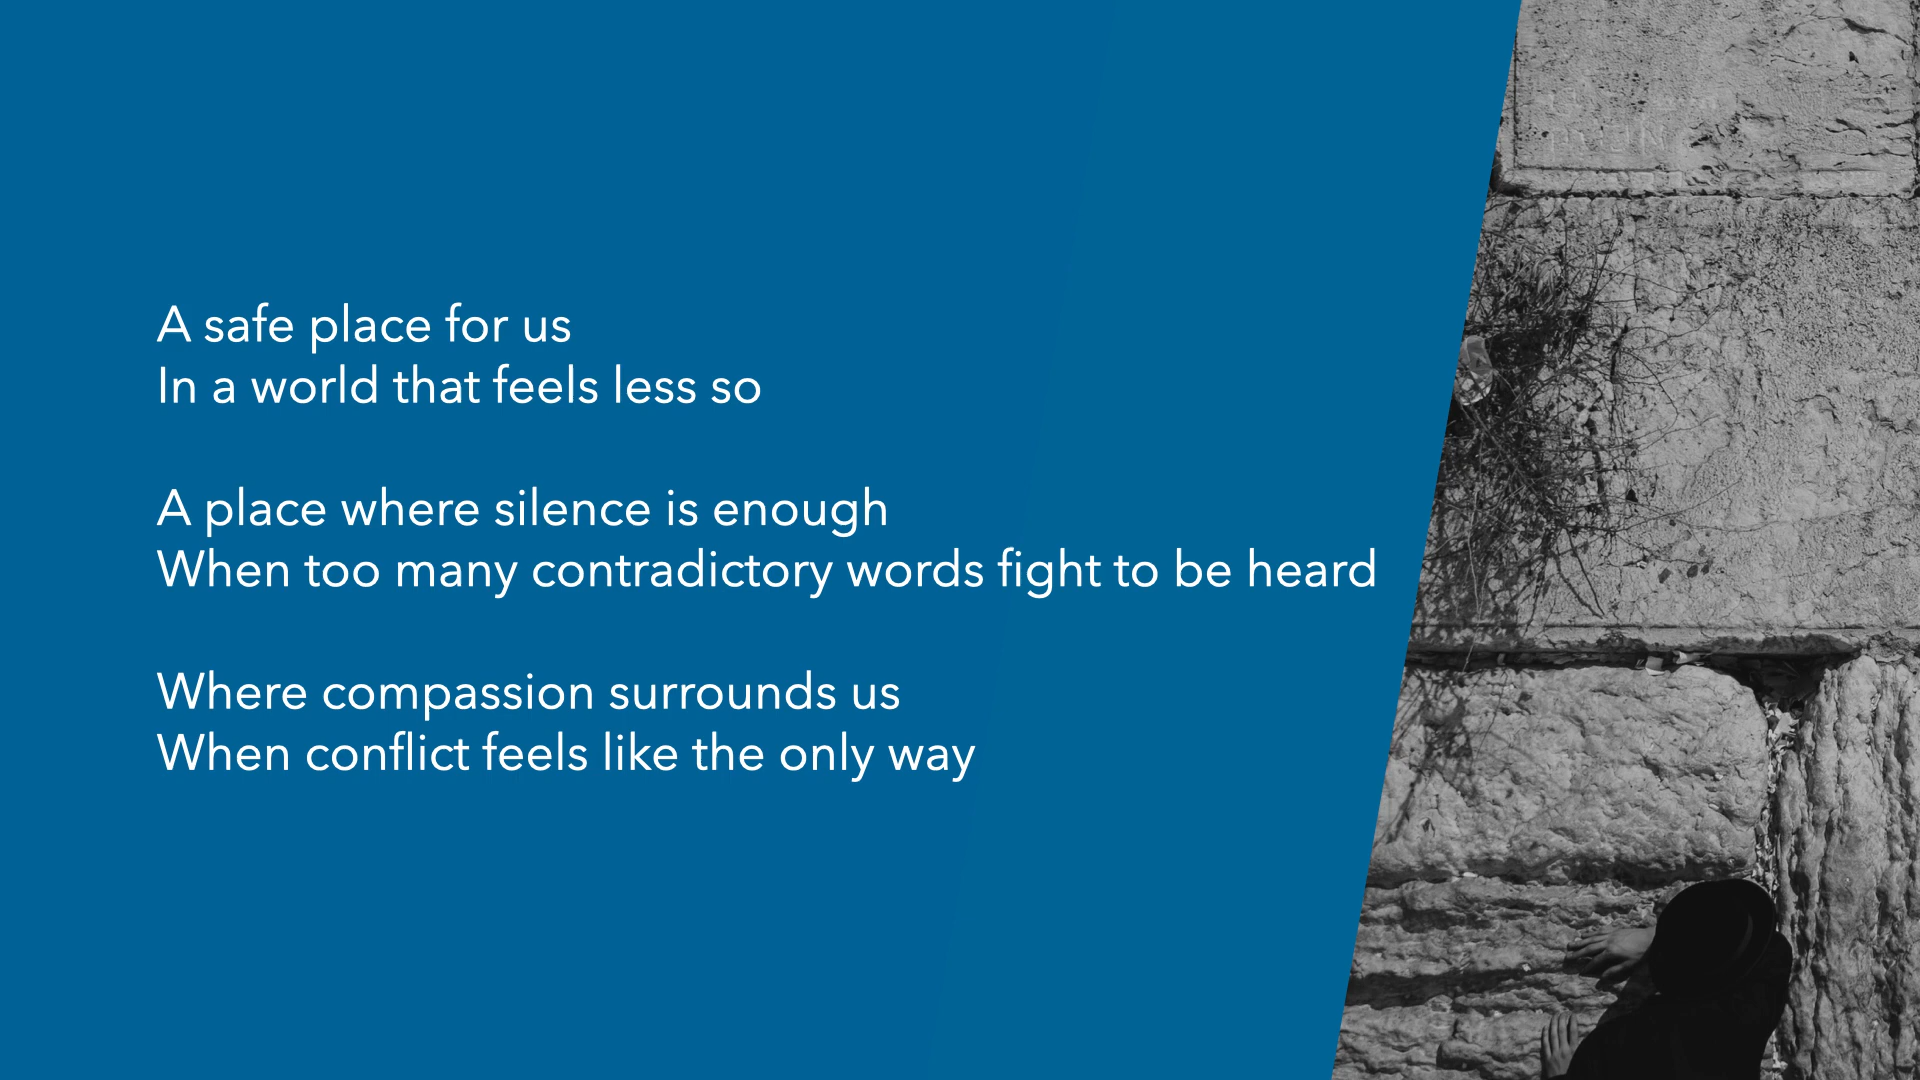 A safe place for us
In a world that feels less so
A place where silence is enough
When too many contradictory words fight to be heard
Where compassion surrounds us
When conflict feels like the only way